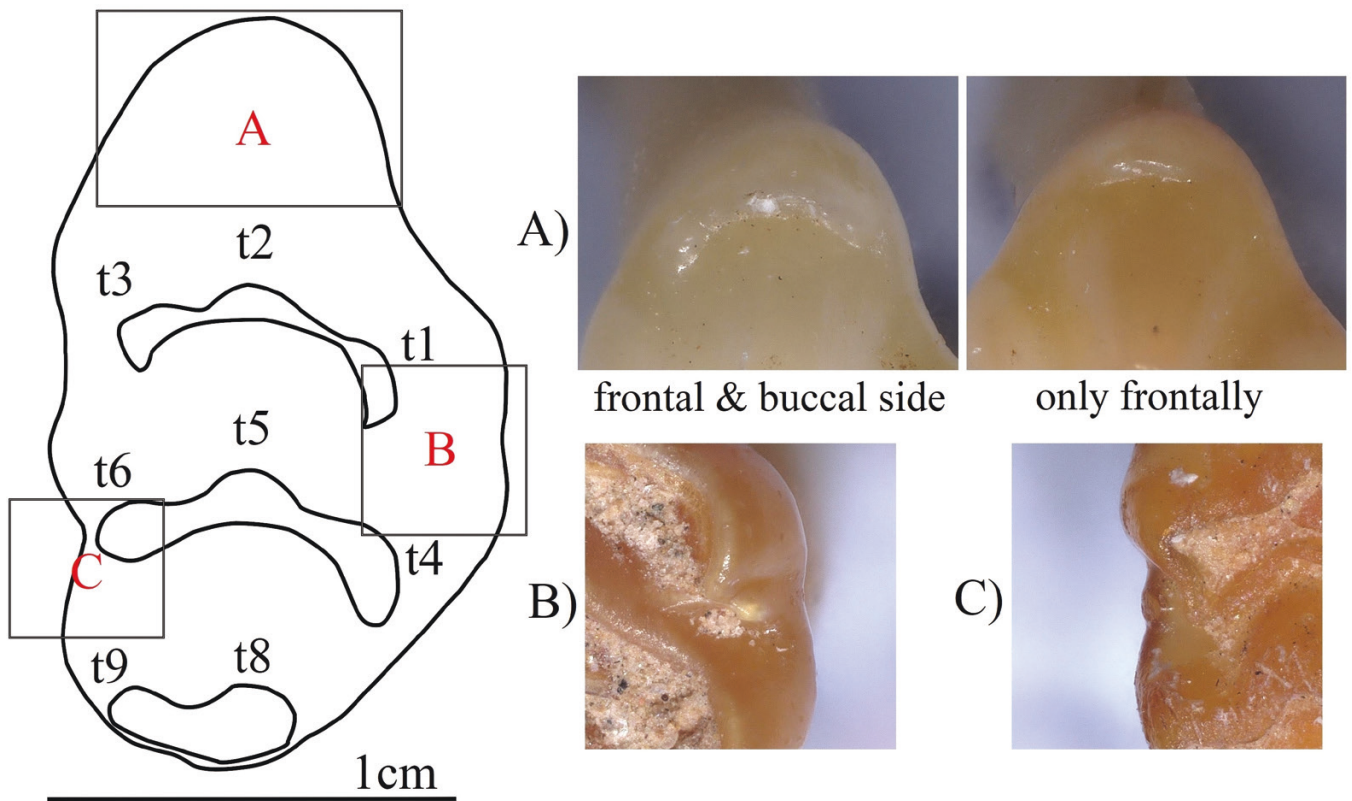 A
t2
t3
t1
B
t5
t6
t4
C
t9
t8
1cm
A)
frontal & buccal side
only frontally
B)
C)